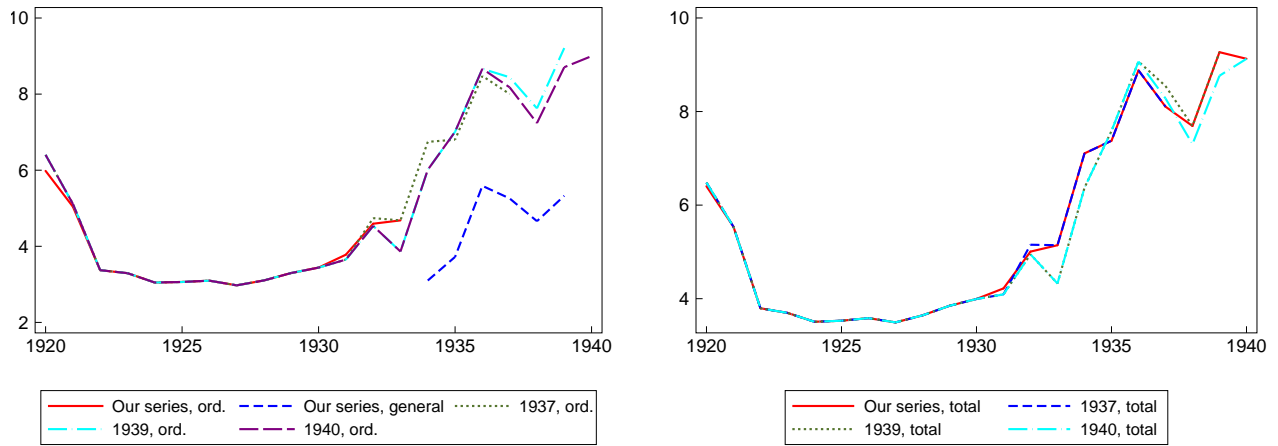 10
8
6
4
2
1920 1925 1930 1935 1940
Our series, ord. Our series, general 1937, ord.
1939, ord. 1940, ord.
10
8
6
4
1920 1925 1930 1935 1940
Our series, total 1937, total
1939, total 1940, total